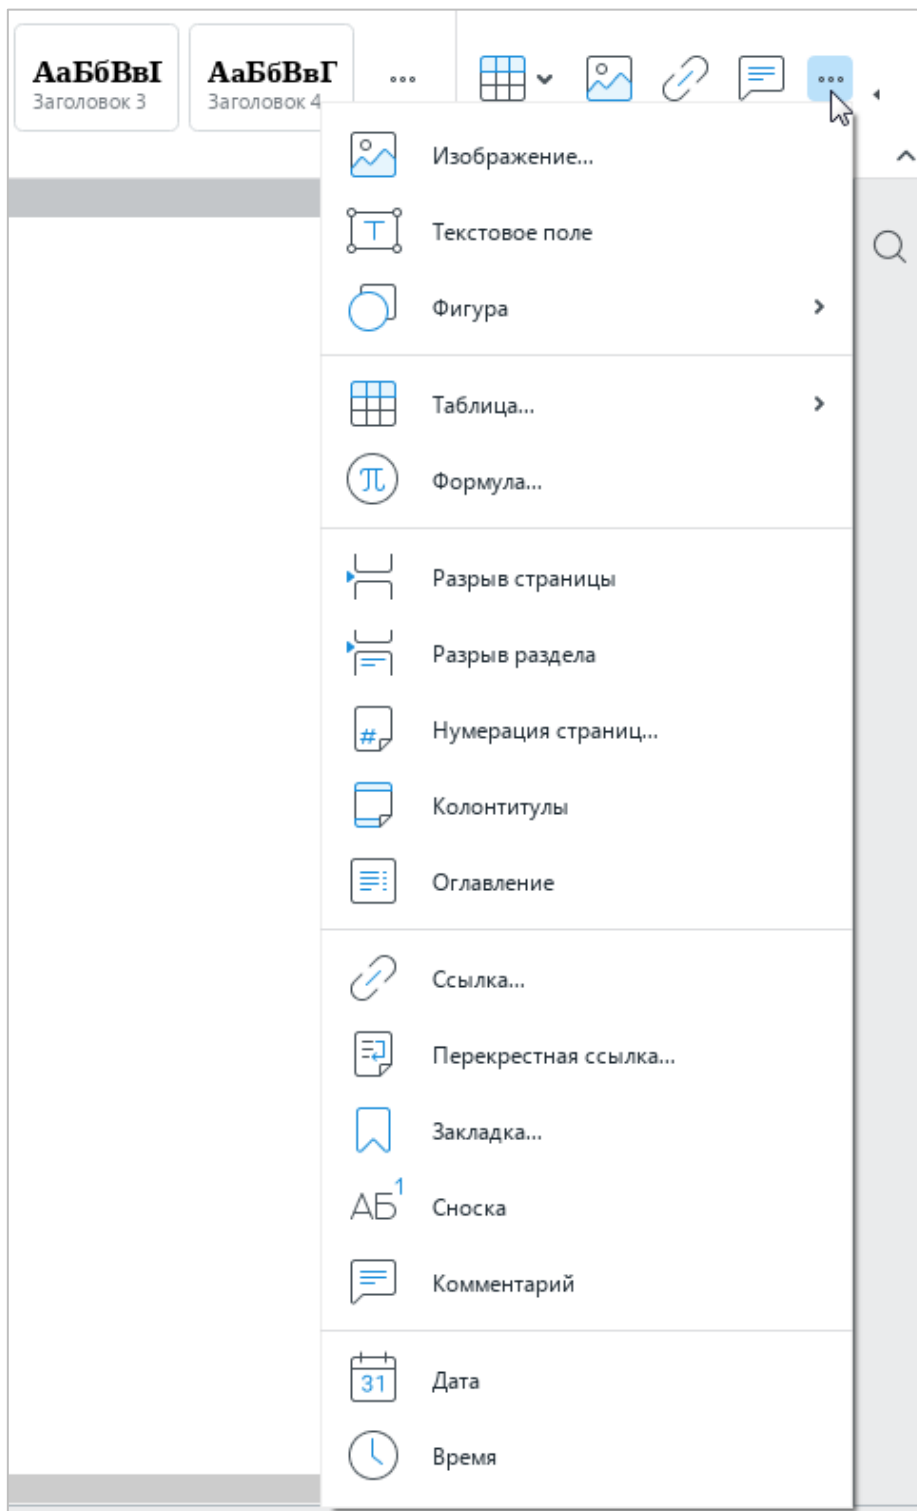 АаБбВвГ
АаБбВвГ
Заголовок 3
Заголовок 4
Изображение...
T
Текстовое поле
Фигура
Таблица...
π
Формула...
Разрыв страницы
Разрыв раздела
#
Нумерация страниц...
Колонтитулы
Оглавление
Ссылка...
Перекрестная ссылка...
Закладка...
АБ1
Сноска
Комментарий
31
Дата
Время